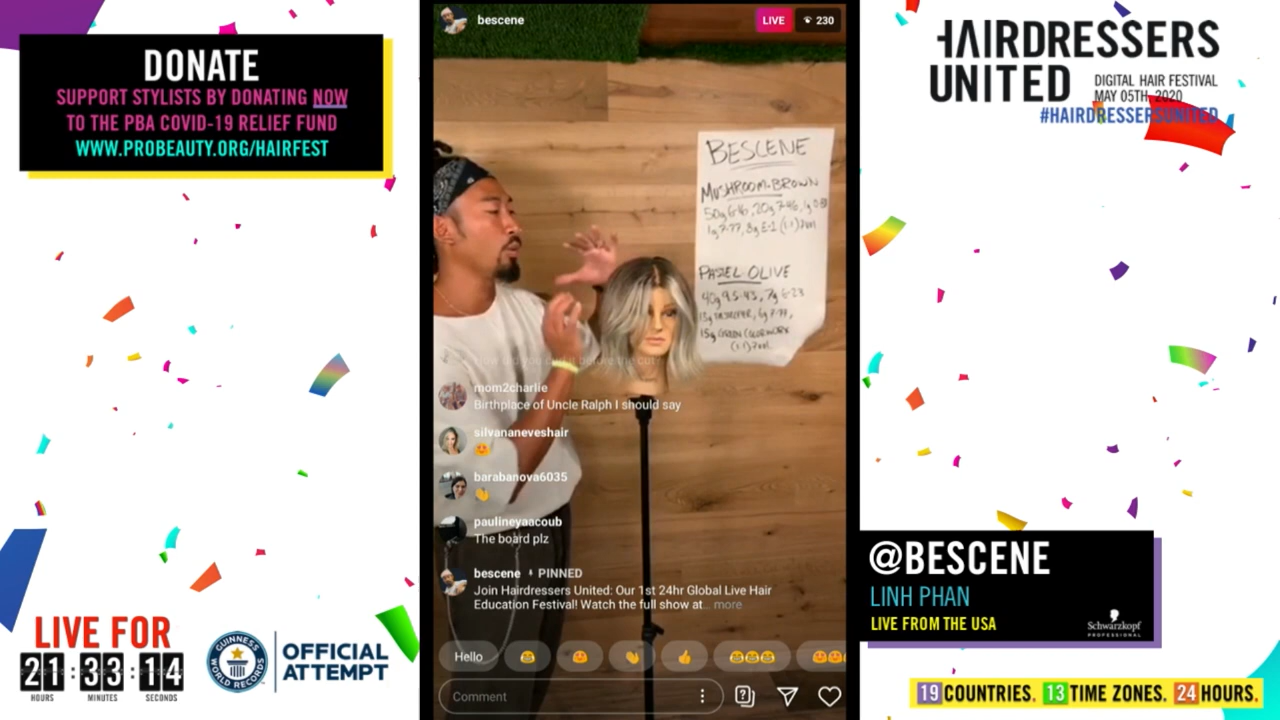 DONATE
SUPPORT STYLISTS BY DONATING NOW
TO THE PBA COVID-19 RELIEF FUND
WWW.PROBEAUTY.ORG/HAIRFEST
LIVE FOR
21:33:14
HOURS MINUTES SECONDS
GUINNESS WORLD RECORDS
OFFICIAL
ATTEMPT
bescene
LIVE
230
BESCENE
MUSHROOM-BROWN
PASTEL-OLIVE
mom2charlie
Birthplace of Uncle Ralph I should say
silvananeveshair
😍
barabanova6035
👏
paulineyaacoub
The board plz
bescene PINNED
Join Hairdressers United: Our 1st 24hr Global Live Hair
Education Festival! Watch the full show at... more
Hello
Comment
HAIRDRESSERS
UNITED
DIGITAL HAIR FESTIVAL
MAY 05TH, 2020
#HAIRDRESSERSUNITED
@BESCENE
LINH PHAN
LIVE FROM THE USA
Schwarzkopf
PROFESSIONAL
19 COUNTRIES. 13 TIME ZONES. 24 HOURS.